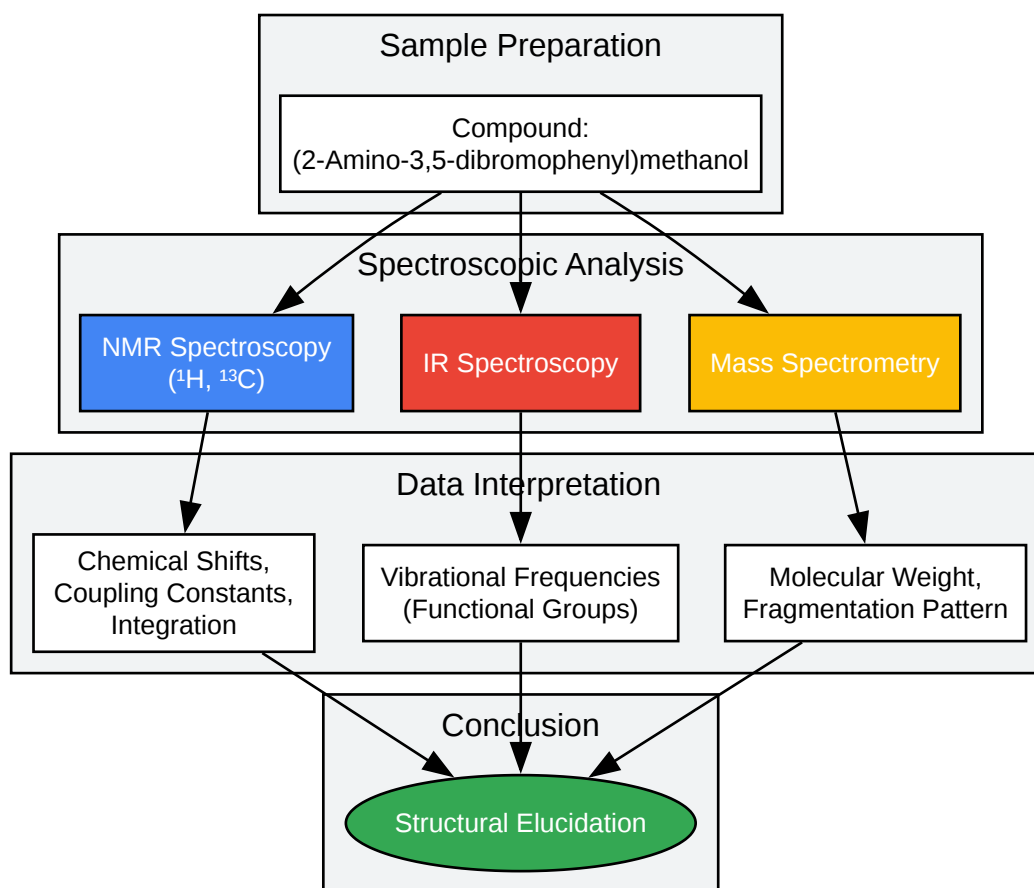 Sample Preparation
Compound:
(2-Amino-3,5-dibromophenyl)methanol
Spectroscopic Analysis
NMR Spectroscopy
(¹H, ¹³C)
IR Spectroscopy
Mass Spectrometry
Data Interpretation
Chemical Shifts,
Coupling Constants,
Integration
Vibrational Frequencies
(Functional Groups)
Molecular Weight,
Fragmentation Pattern
Conclusion
Structural Elucidation